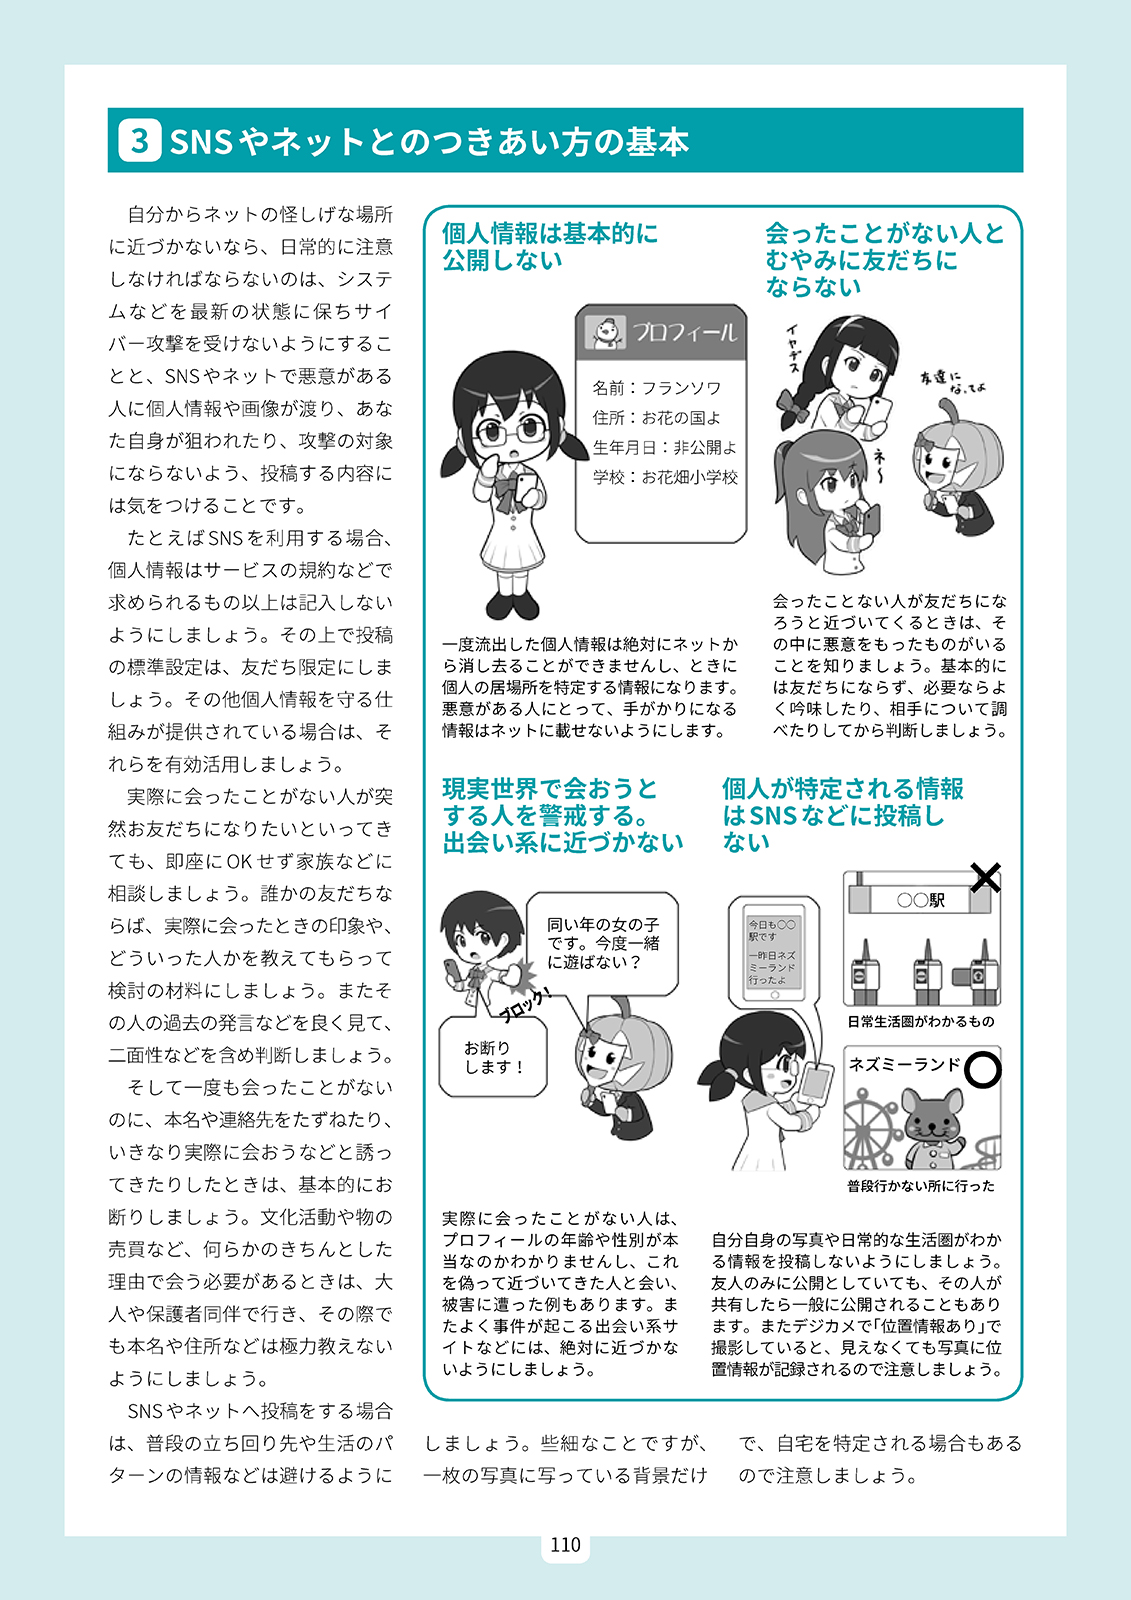 3 SNSやネットとのつきあい方の基本
自分からネットの怪しげな場所
に近づかないなら、日常的に注意
しなければならないのは、システ
ムなどを最新の状態に保ちサイ
バー攻撃を受けないようにするこ
とと、SNSやネットで悪意がある
人に個人情報や画像が渡り、あな
た自身が狙われたり、攻撃の対象
にならないよう、投稿する内容に
は気をつけることです。
たとえばSNSを利用する場合、
個人情報はサービスの規約などで
求められるもの以上は記入しない
ようにしましょう。その上で投稿
の標準設定は、友だち限定にしま
しょう。その他個人情報を守る仕
組みが提供されている場合は、そ
れらを有効活用しましょう。
実際に会ったことがない人が突
然お友だちになりたいといってき
ても、即座にOKせず家族などに
相談しましょう。誰かの友だちな
らば、実際に会ったときの印象や、
どういった人かを教えてもらって
検討の材料にしましょう。またそ
の人の過去の発言などを良く見て、
二面性などを含め判断しましょう。
そして一度も会ったことがない
のに、本名や連絡先をたずねたり、
いきなり実際に会おうなどと誘っ
てきたりしたときは、基本的にお
断りしましょう。文化活動や物の
売買など、何らかのきちんとした
理由で会う必要があるときは、大
人や保護者同伴で行き、その際で
も本名や住所などは極力教えない
ようにしましょう。
SNSやネットへ投稿をする場合
は、普段の立ち回り先や生活のパ
ターンの情報などは避けるように
しましょう。些細なことですが、
一枚の写真に写っている背景だけ
で、自宅を特定される場合もある
ので注意しましょう。
個人情報は基本的に
公開しない
プロフィール
名前：フランソワ
住所：お花の国よ
生年月日：非公開よ
学校：お花畑小学校
一度流出した個人情報は絶対にネットか
ら消し去ることができませんし、ときに
個人の居場所を特定する情報になります。
悪意がある人にとって、手がかりになる
情報はネットに載せないようにします。
会ったことがない人と
むやみに友だちに
ならない
イヤデス
友達に
なってよ
ネ～
会ったことない人が友だちにな
ろうと近づいてくるときは、そ
の中に悪意をもったものがいる
ことを知りましょう。基本的に
は友だちにならず、必要ならよ
く吟味したり、相手について調
べたりしてから判断しましょう。
現実世界で会おうと
する人を警戒する。
出会い系に近づかない
同い年の女の子
です。今度一緒
に遊ばない？
ブロック！
お断り
します！
実際に会ったことがない人は、
プロフィールの年齢や性別が本
当なのかわかりませんし、これ
を偽って近づいてきた人と会い、
被害に遭った例もあります。ま
たよく事件が起こる出会い系サ
イトなどには、絶対に近づかな
いようにしましょう。
個人が特定される情報
はSNSなどに投稿し
ない
今日も〇〇
駅です
一昨日ネズ
ミーランド
行ったよ
〇〇駅
日常生活圏がわかるもの
ネズミーランド
普段行かない所に行った
自分自身の写真や日常的な生活圏がわか
る情報を投稿しないようにしましょう。
友人のみに公開としていても、その人が
共有したら一般に公開されることもあり
ます。またデジカメで｢位置情報あり｣で
撮影していると、見えなくても写真に位
置情報が記録されるので注意しましょう。
110